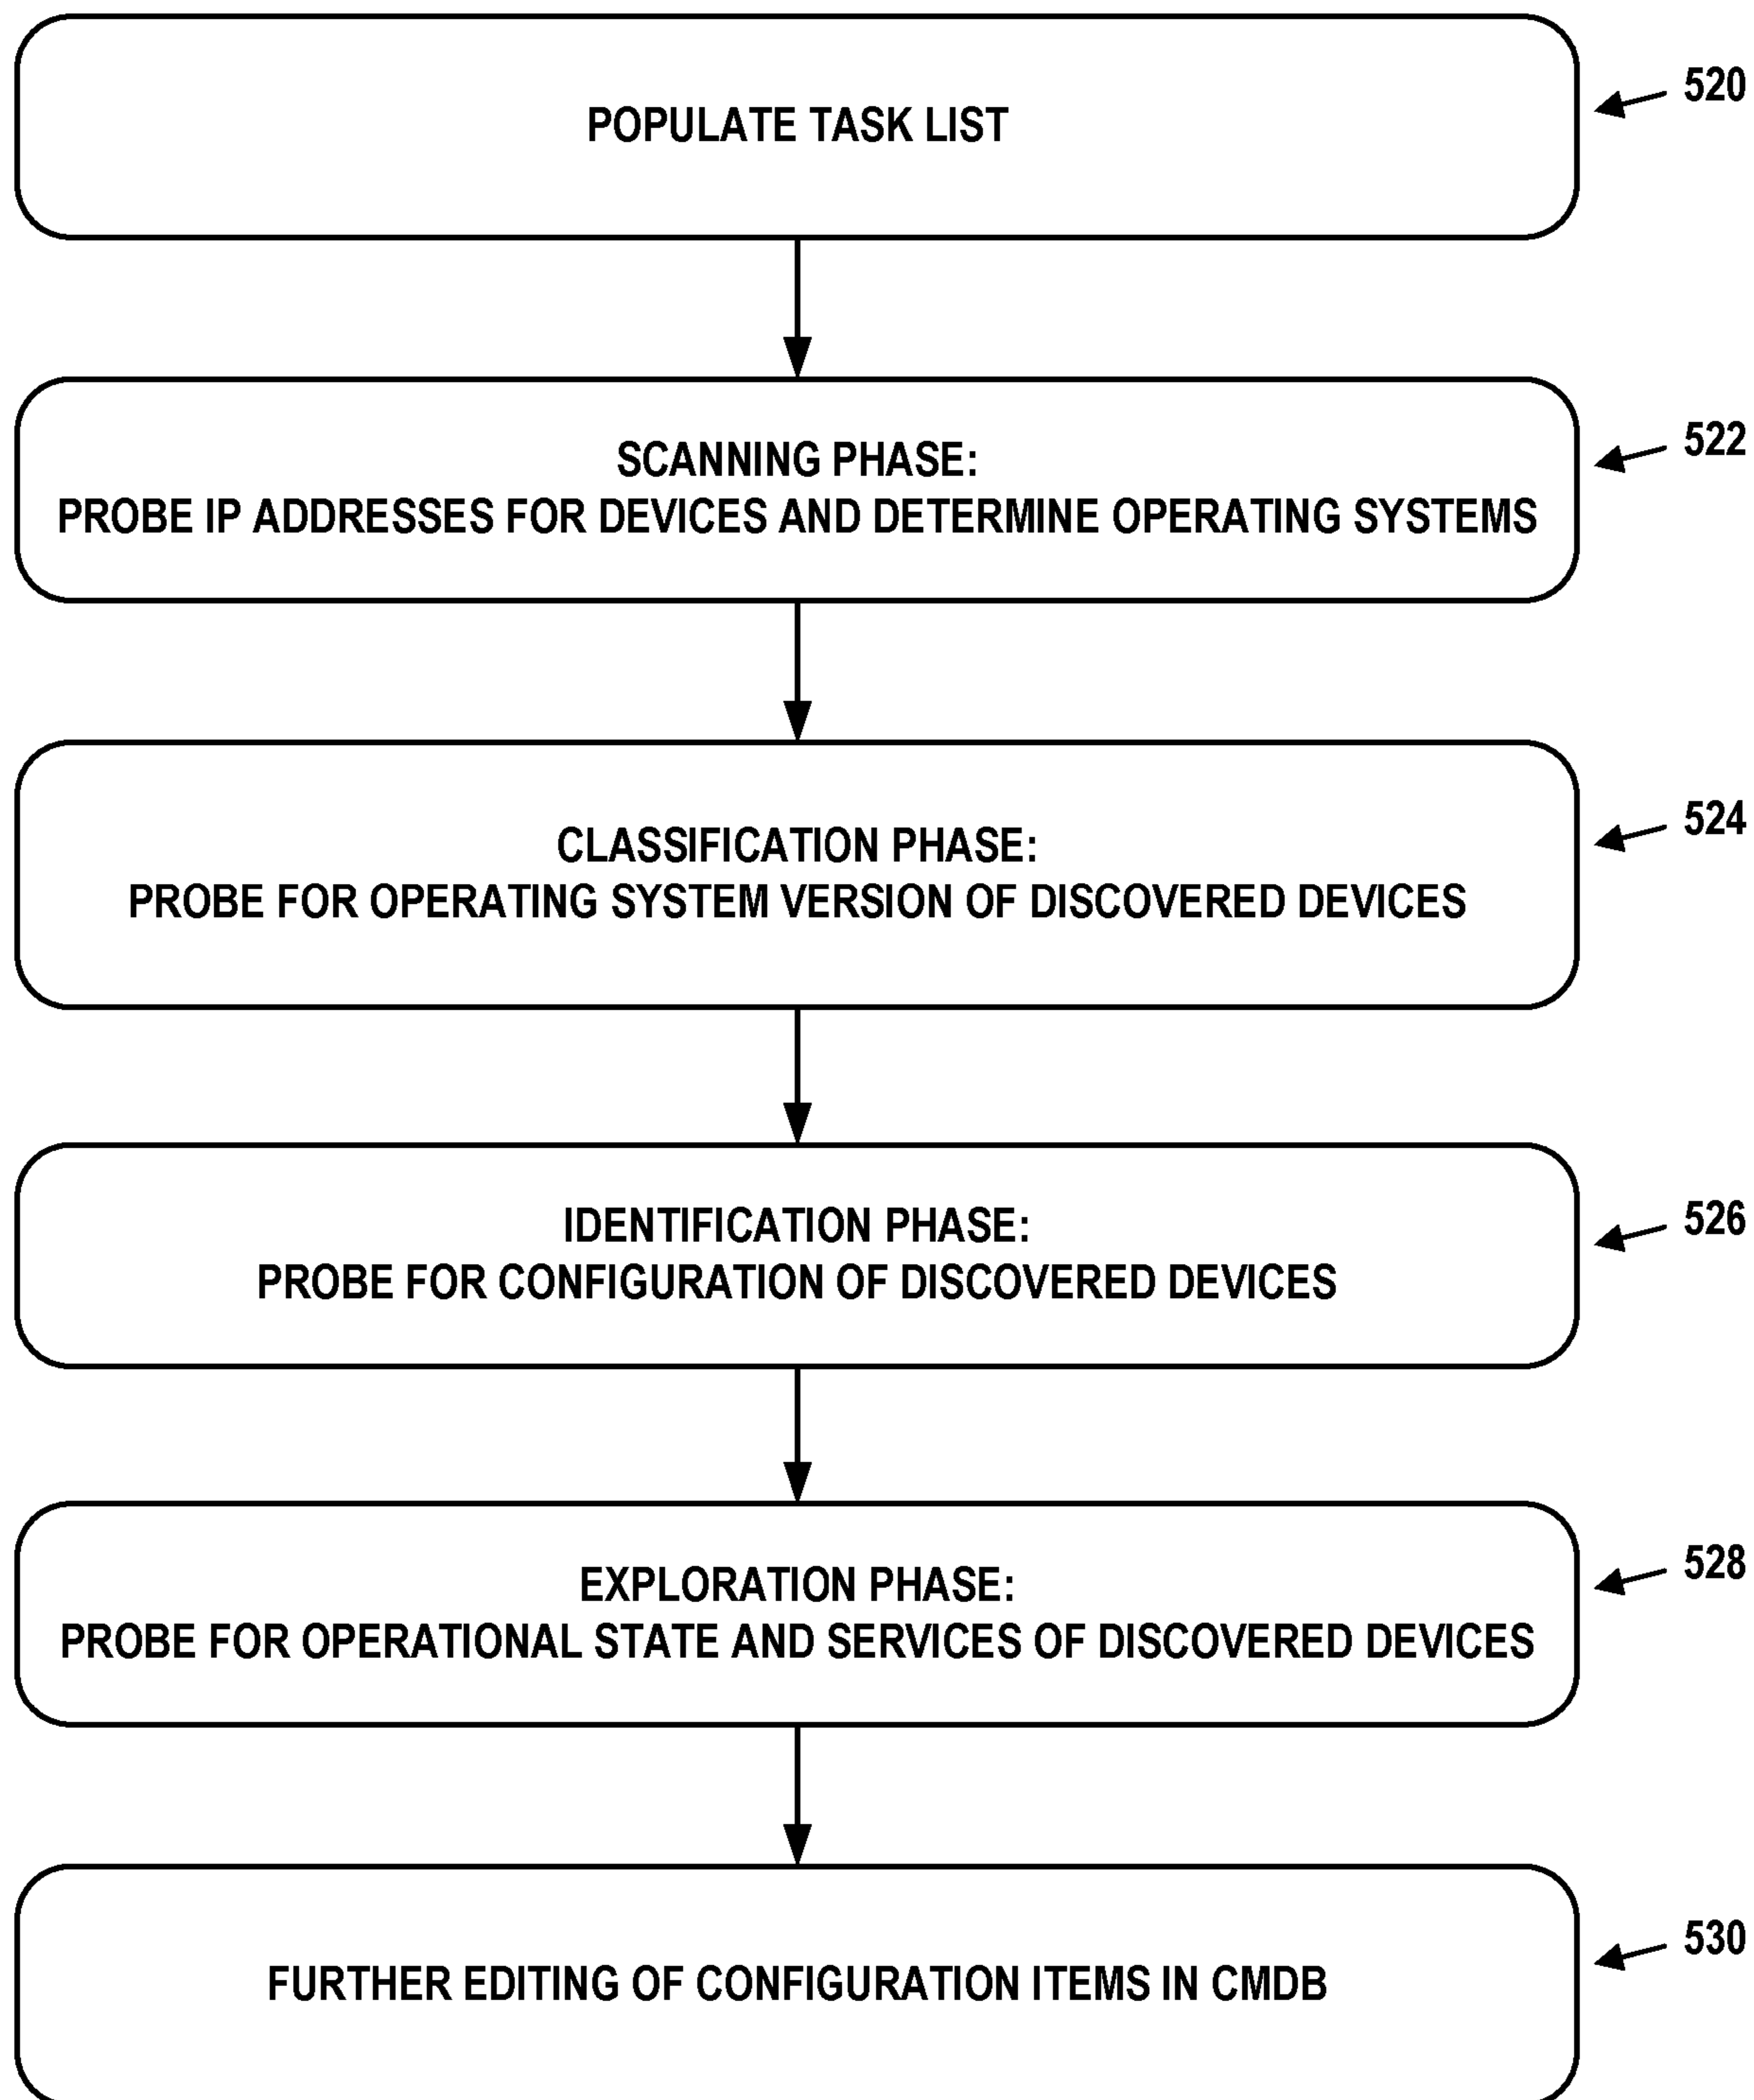 POPULATE TASK LIST
520
SCANNING PHASE:
PROBE IP ADDRESSES FOR DEVICES AND DETERMINE OPERATING SYSTEMS
522
CLASSIFICATION PHASE:
PROBE FOR OPERATING SYSTEM VERSION OF DISCOVERED DEVICES
524
IDENTIFICATION PHASE:
PROBE FOR CONFIGURATION OF DISCOVERED DEVICES
526
EXPLORATION PHASE:
PROBE FOR OPERATIONAL STATE AND SERVICES OF DISCOVERED DEVICES
528
FURTHER EDITING OF CONFIGURATION ITEMS IN CMDB
530